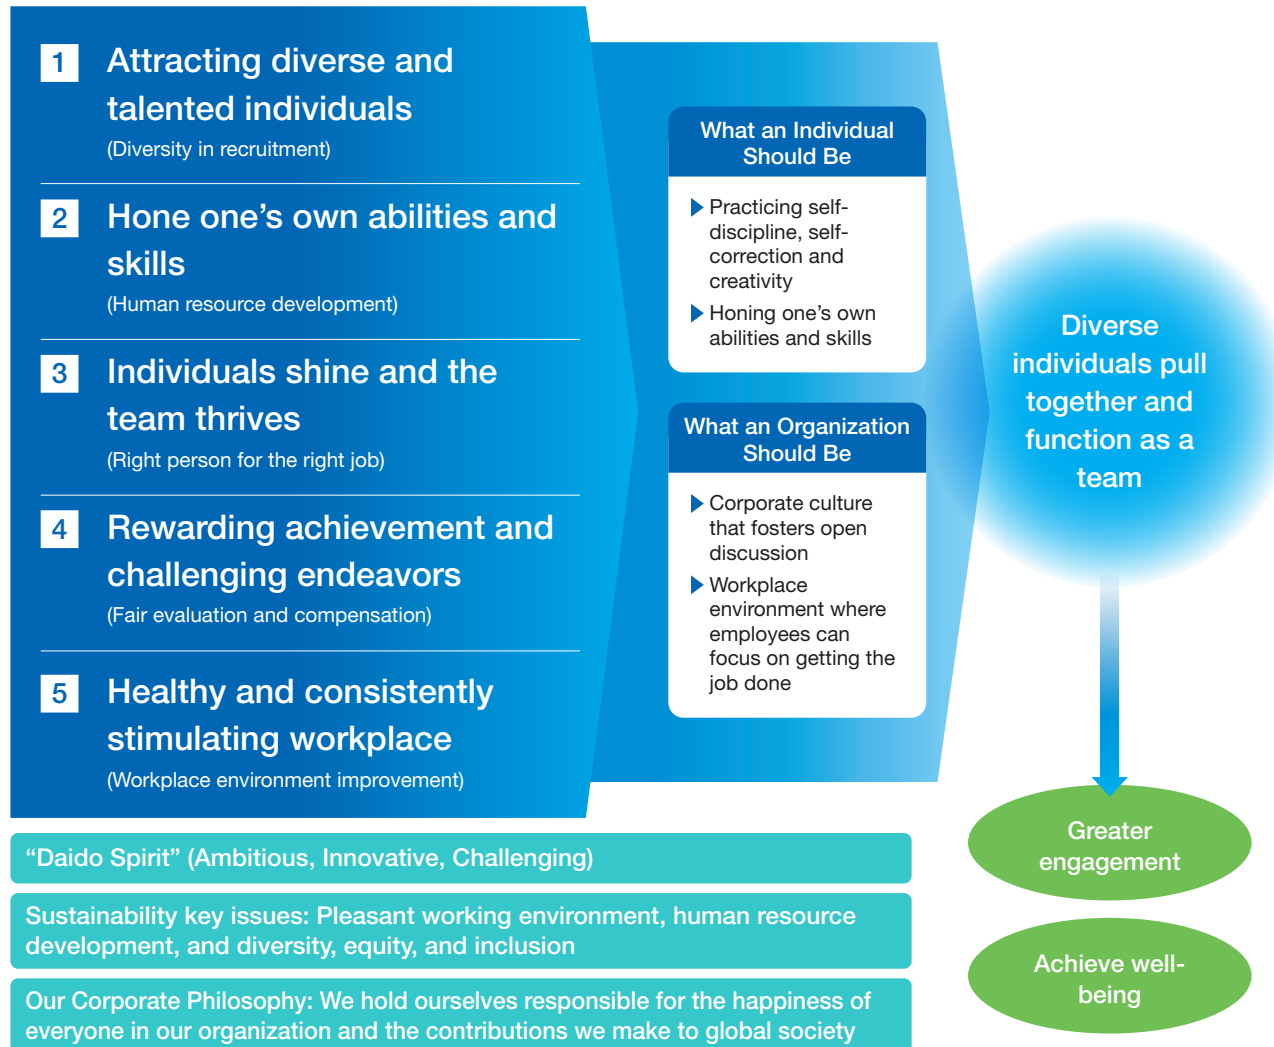 1
Attracting diverse and
talented individuals
(Diversity in recruitment)
2
Hone one’s own abilities and
skills
(Human resource development)
3
Individuals shine and the
team thrives
(Right person for the right job)
4
Rewarding achievement and
challenging endeavors
(Fair evaluation and compensation)
5
Healthy and consistently
stimulating workplace
(Workplace environment improvement)
What an Individual
Should Be
Practicing self-
discipline, self-
correction and
creativity
Honing one’s own
abilities and skills
What an Organization
Should Be
Corporate culture
that fosters open
discussion
Workplace
environment where
employees can
focus on getting the
job done
Diverse
individuals pull
together and
function as a
team
Greater
engagement
Achieve well-
being
“Daido Spirit” (Ambitious, Innovative, Challenging)
Sustainability key issues: Pleasant working environment, human resource
development, and diversity, equity, and inclusion
Our Corporate Philosophy: We hold ourselves responsible for the happiness of
everyone in our organization and the contributions we make to global society